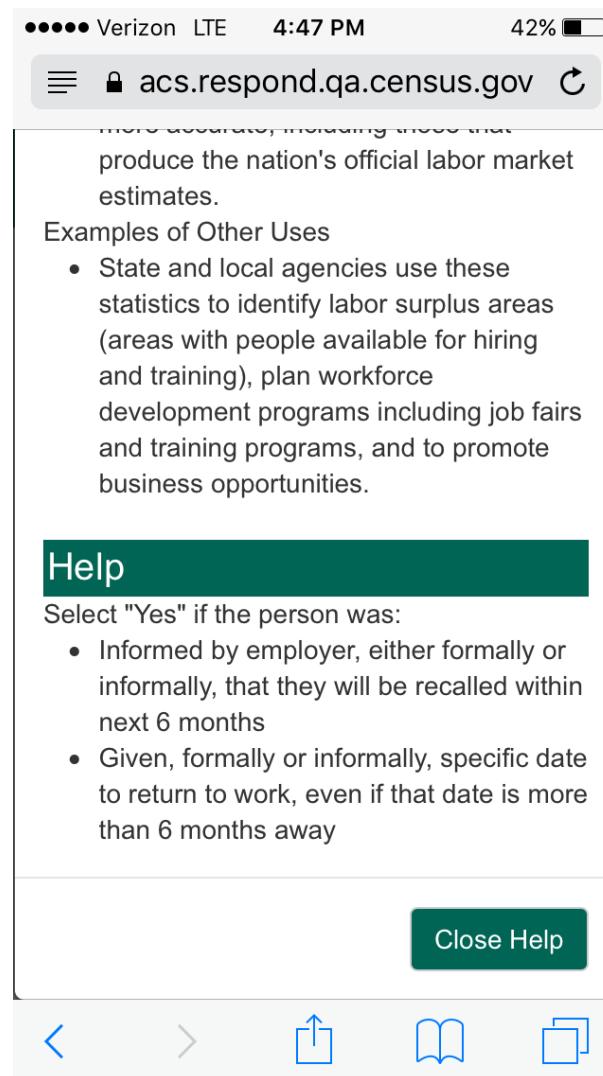 Verizon LTE 4:47 PM 42%
acs.respond.qa.census.gov
more accurate, including those that
produce the nation's official labor market
estimates.
Examples of Other Uses
• State and local agencies use these
statistics to identify labor surplus areas
(areas with people available for hiring
and training), plan workforce
development programs including job fairs
and training programs, and to promote
business opportunities.
Help
Select "Yes" if the person was:
• Informed by employer, either formally or
informally, that they will be recalled within
next 6 months
• Given, formally or informally, specific date
to return to work, even if that date is more
than 6 months away
Close Help